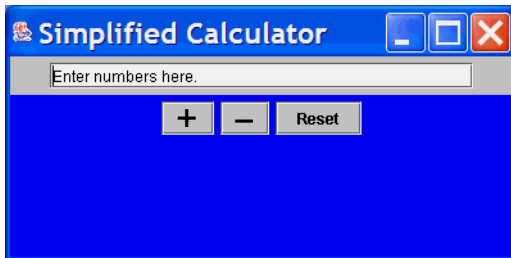 Simplified Calculator
Enter numbers here.
+ – Reset